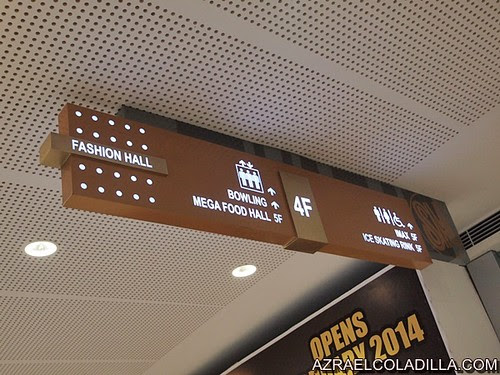 FASHION HALL
BOWLING
MEGA FOOD HALL 5F
4F
IMAX 5F
ICE SKATING RINK 5F
OPENS
2014
AZRAELCOLADILLA.COM